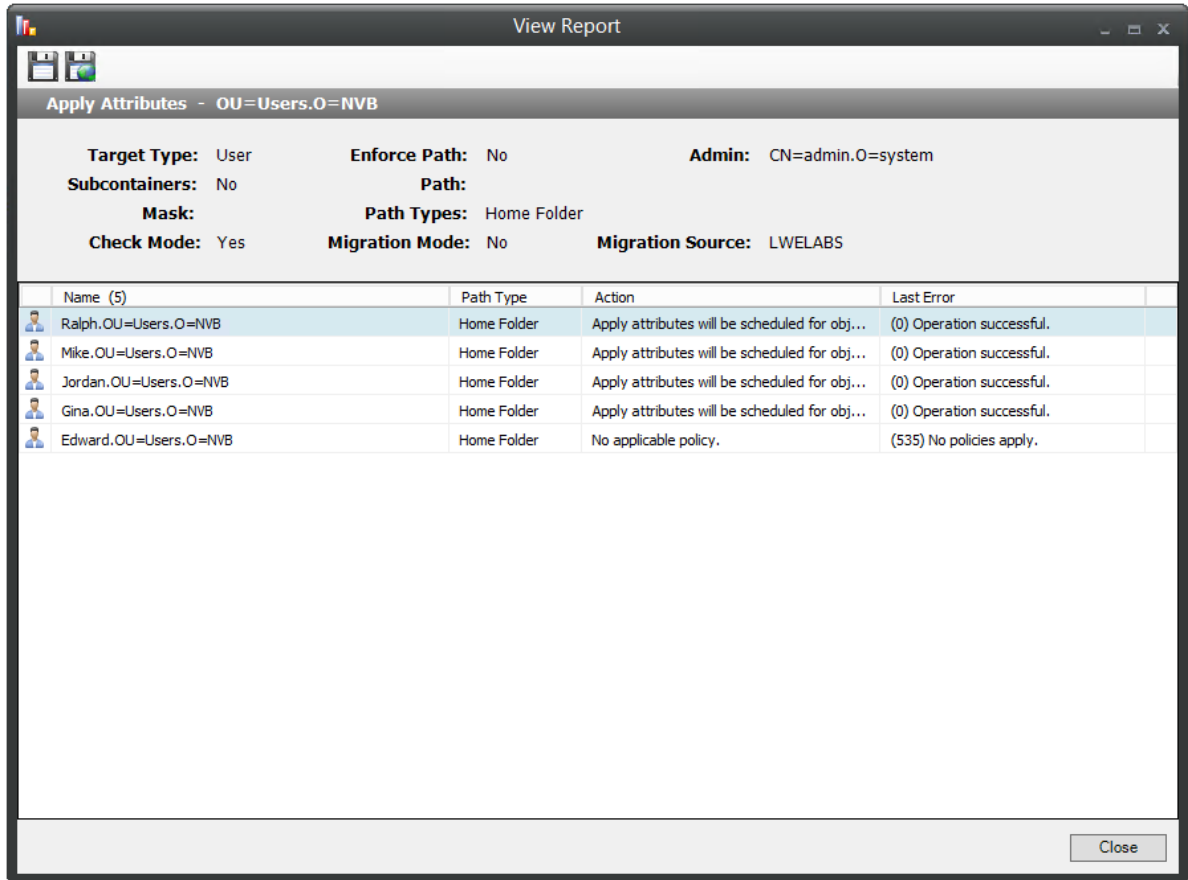 View Report
Apply Attributes - OU=Users.O=NVB
Target Type: User Enforce Path: No Admin: CN=admin.O=system
Subcontainers: No Path:
Mask: Path Types: Home Folder
Check Mode: Yes Migration Mode: No Migration Source: LWELABS
Name (5) Path Type Action Last Error
Ralph.OU=Users.O=NVB Home Folder Apply attributes will be scheduled for obj... (0) Operation successful.
Mike.OU=Users.O=NVB Home Folder Apply attributes will be scheduled for obj... (0) Operation successful.
Jordan.OU=Users.O=NVB Home Folder Apply attributes will be scheduled for obj... (0) Operation successful.
Gina.OU=Users.O=NVB Home Folder Apply attributes will be scheduled for obj... (0) Operation successful.
Edward.OU=Users.O=NVB Home Folder No applicable policy. (535) No policies apply.
Close